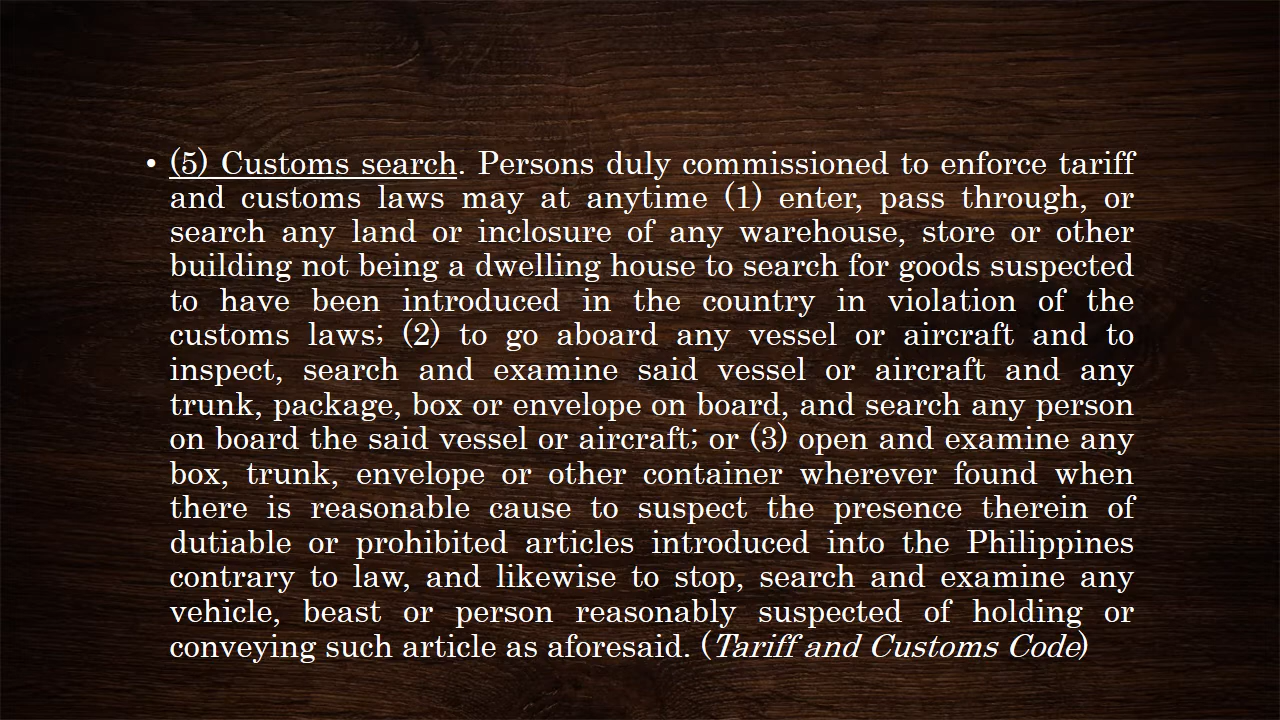 • (5) Customs search. Persons duly commissioned to enforce tariff
and customs laws may at anytime (1) enter, pass through, or
search any land or inclosure of any warehouse, store or other
building not being a dwelling house to search for goods suspected
to have been introduced in the country in violation of the
customs laws; (2) to go aboard any vessel or aircraft and to
inspect, search and examine said vessel or aircraft and any
trunk, package, box or envelope on board, and search any person
on board the said vessel or aircraft; or (3) open and examine any
box, trunk, envelope or other container wherever found when
there is reasonable cause to suspect the presence therein of
dutiable or prohibited articles introduced into the Philippines
contrary to law, and likewise to stop, search and examine any
vehicle, beast or person reasonably suspected of holding or
conveying such article as aforesaid. (Tariff and Customs Code)